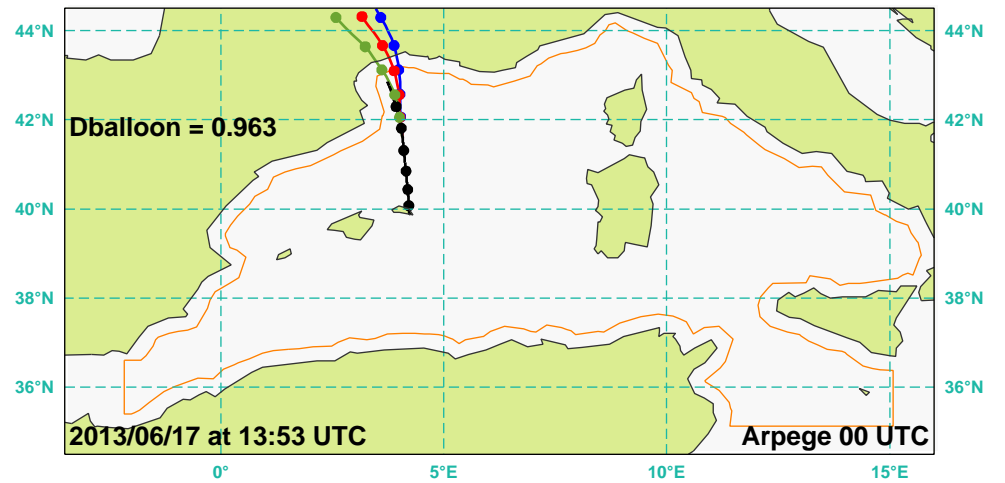 44°N 44°N
42°N 42°N
Dballoon = 0.963
40°N 40°N
38°N 38°N
36°N 36°N
2013/06/17 at 13:53 UTC Arpege 00 UTC
0° 5°E 10°E 15°E